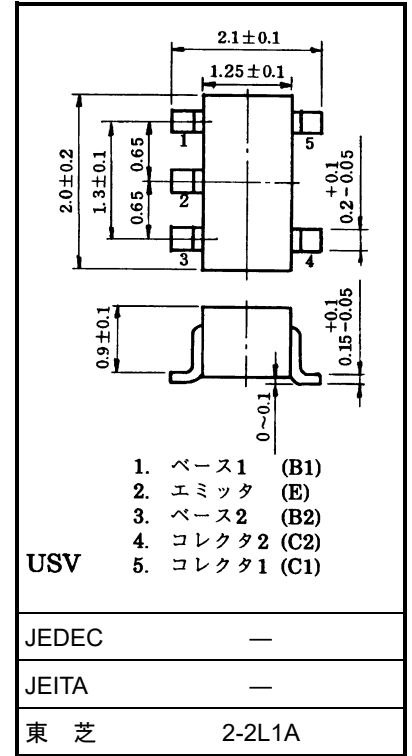 2.1±0.1
1.25±0.1
2.0±0.2
1.3±0.1
0.65
0.65
1
2
3
5
4
+0.1
0.2-0.05
0.9±0.1
+0.1
0.15-0.05
0~0.1
1. ベース1 (B1)
2. エミッタ (E)
3. ベース2 (B2)
4. コレクタ2 (C2)
USV 5. コレクタ1 (C1)
JEDEC ―
JEITA ―
東 芝 2-2L1A